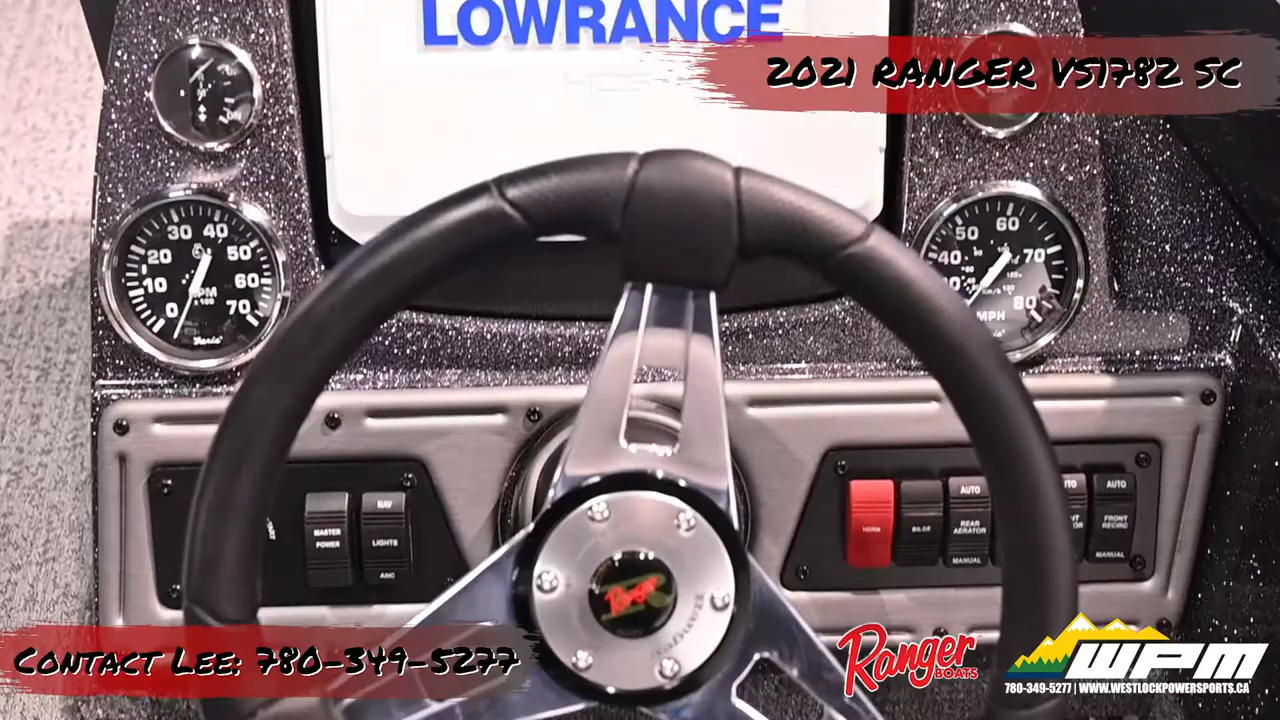 LOWRANCE
2021 RANGER VS1782 SC
30 40
20 50
10 60
0 70
RPM
x100
Faria
50 60
40 70
80
MPH
MASTER
POWER
NAV
LIGHTS
ANC
HORN
BILGE
AUTO
REAR
AERATOR
MANUAL
AUTO
FRONT
RECIRC
MANUAL
Ranger
Contact Lee: 780-349-5277
Ranger
BOATS
WPM
780-349-5277 | WWW.WESTLOCKPOWERSPORTS.CA